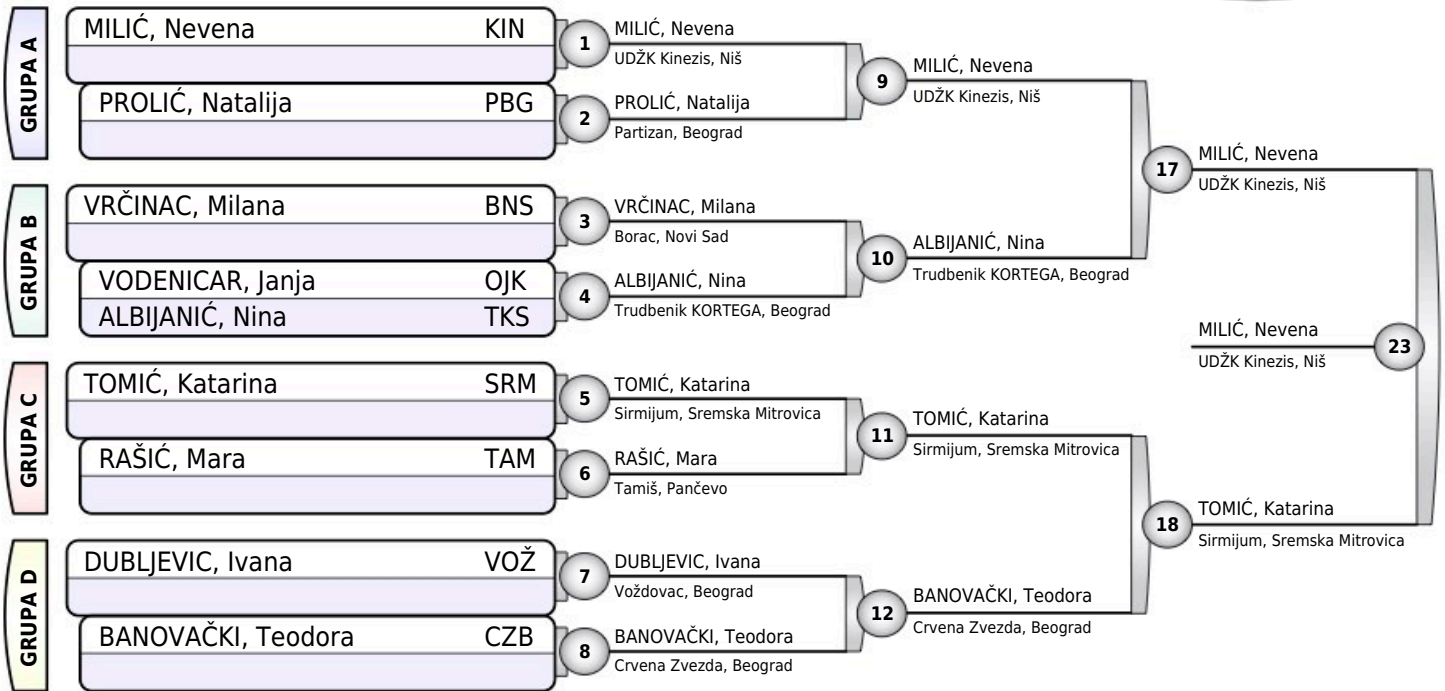 GRUPA A
MILIĆ, Nevena KIN
PROLIĆ, Natalija PBG
GRUPA B
VRČINAC, Milana BNS
VODENICAR, Janja OJK
ALBIJANIĆ, Nina TKS
GRUPA C
TOMIĆ, Katarina SRM
RAŠIĆ, Mara TAM
GRUPA D
DUBLJEVIC, Ivana VOŽ
BANOVAČKI, Teodora CZB
1
MILIĆ, Nevena
UDŽK Kinezis, Niš
2
PROLIĆ, Natalija
Partizan, Beograd
3
VRČINAC, Milana
Borac, Novi Sad
4
ALBIJANIĆ, Nina
Trudbenik KORTEGA, Beograd
5
TOMIĆ, Katarina
Sirmijum, Sremska Mitrovica
6
RAŠIĆ, Mara
Tamiš, Pančevo
7
DUBLJEVIC, Ivana
Voždovac, Beograd
8
BANOVAČKI, Teodora
Crvena Zvezda, Beograd
9
MILIĆ, Nevena
UDŽK Kinezis, Niš
10
ALBIJANIĆ, Nina
Trudbenik KORTEGA, Beograd
11
TOMIĆ, Katarina
Sirmijum, Sremska Mitrovica
12
BANOVAČKI, Teodora
Crvena Zvezda, Beograd
17
MILIĆ, Nevena
UDŽK Kinezis, Niš
18
TOMIĆ, Katarina
Sirmijum, Sremska Mitrovica
MILIĆ, Nevena
UDŽK Kinezis, Niš
23